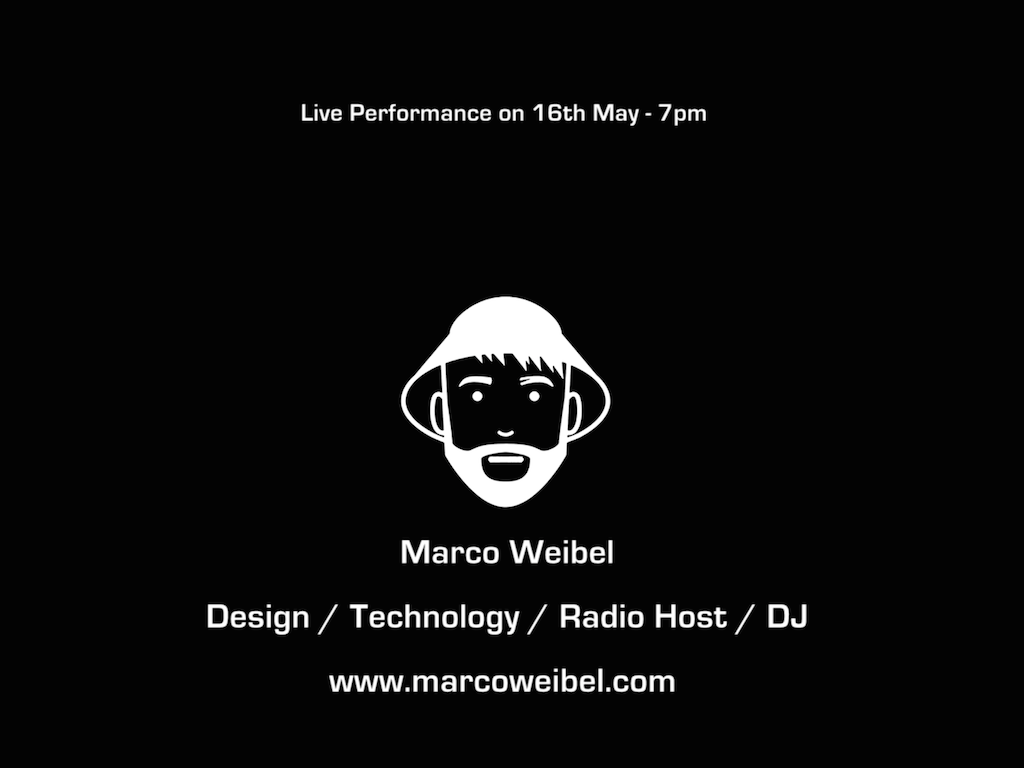 Live Performance on 16th May - 7pm
Marco Weibel
Design / Technology / Radio Host / DJ
www.marcoweibel.com